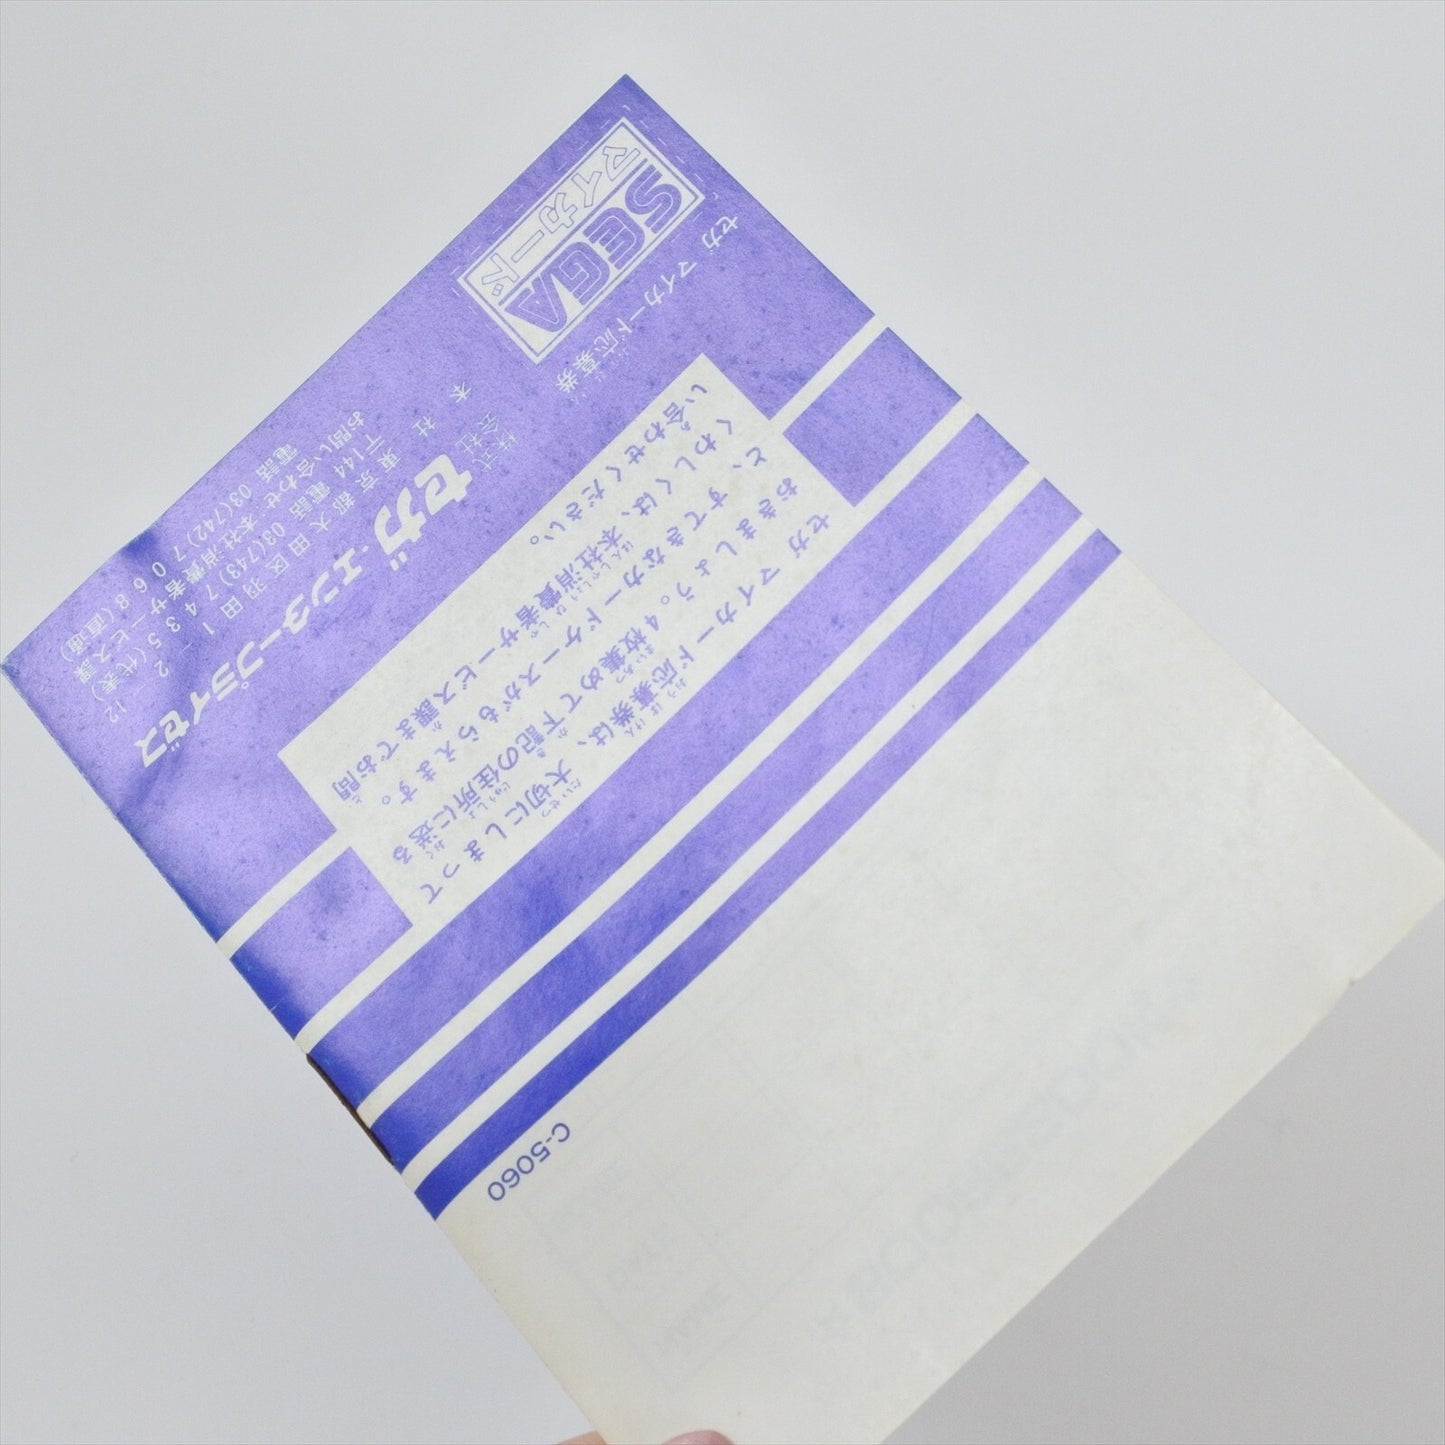 C-5060
セガ マイカード応募券は、大切にしまって
おきましょう。4枚集めて下記の住所に送る
と、すてきなカードケースがもらえます。
くわしくは、本社消費者サービス課までお問
い合わせください。
セガ マイカード応募券
SEGA
マイカード
株式会社 セガ・エンタープライゼス
本社 東京都大田区羽田1-2-12
〒144 電話 03(743)7435(代表)
お問い合わせ:本社消費者サービス課
電話 03(742)7068(直通)